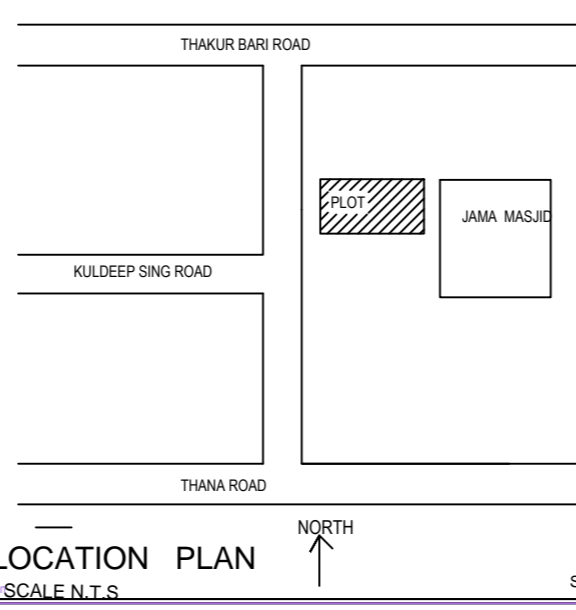 THAKUR BARI ROAD
PLOT
JAMA MASJID
KULDEEP SING ROAD
THANA ROAD
NORTH
LOCATION PLAN
SCALE N.T.S
S